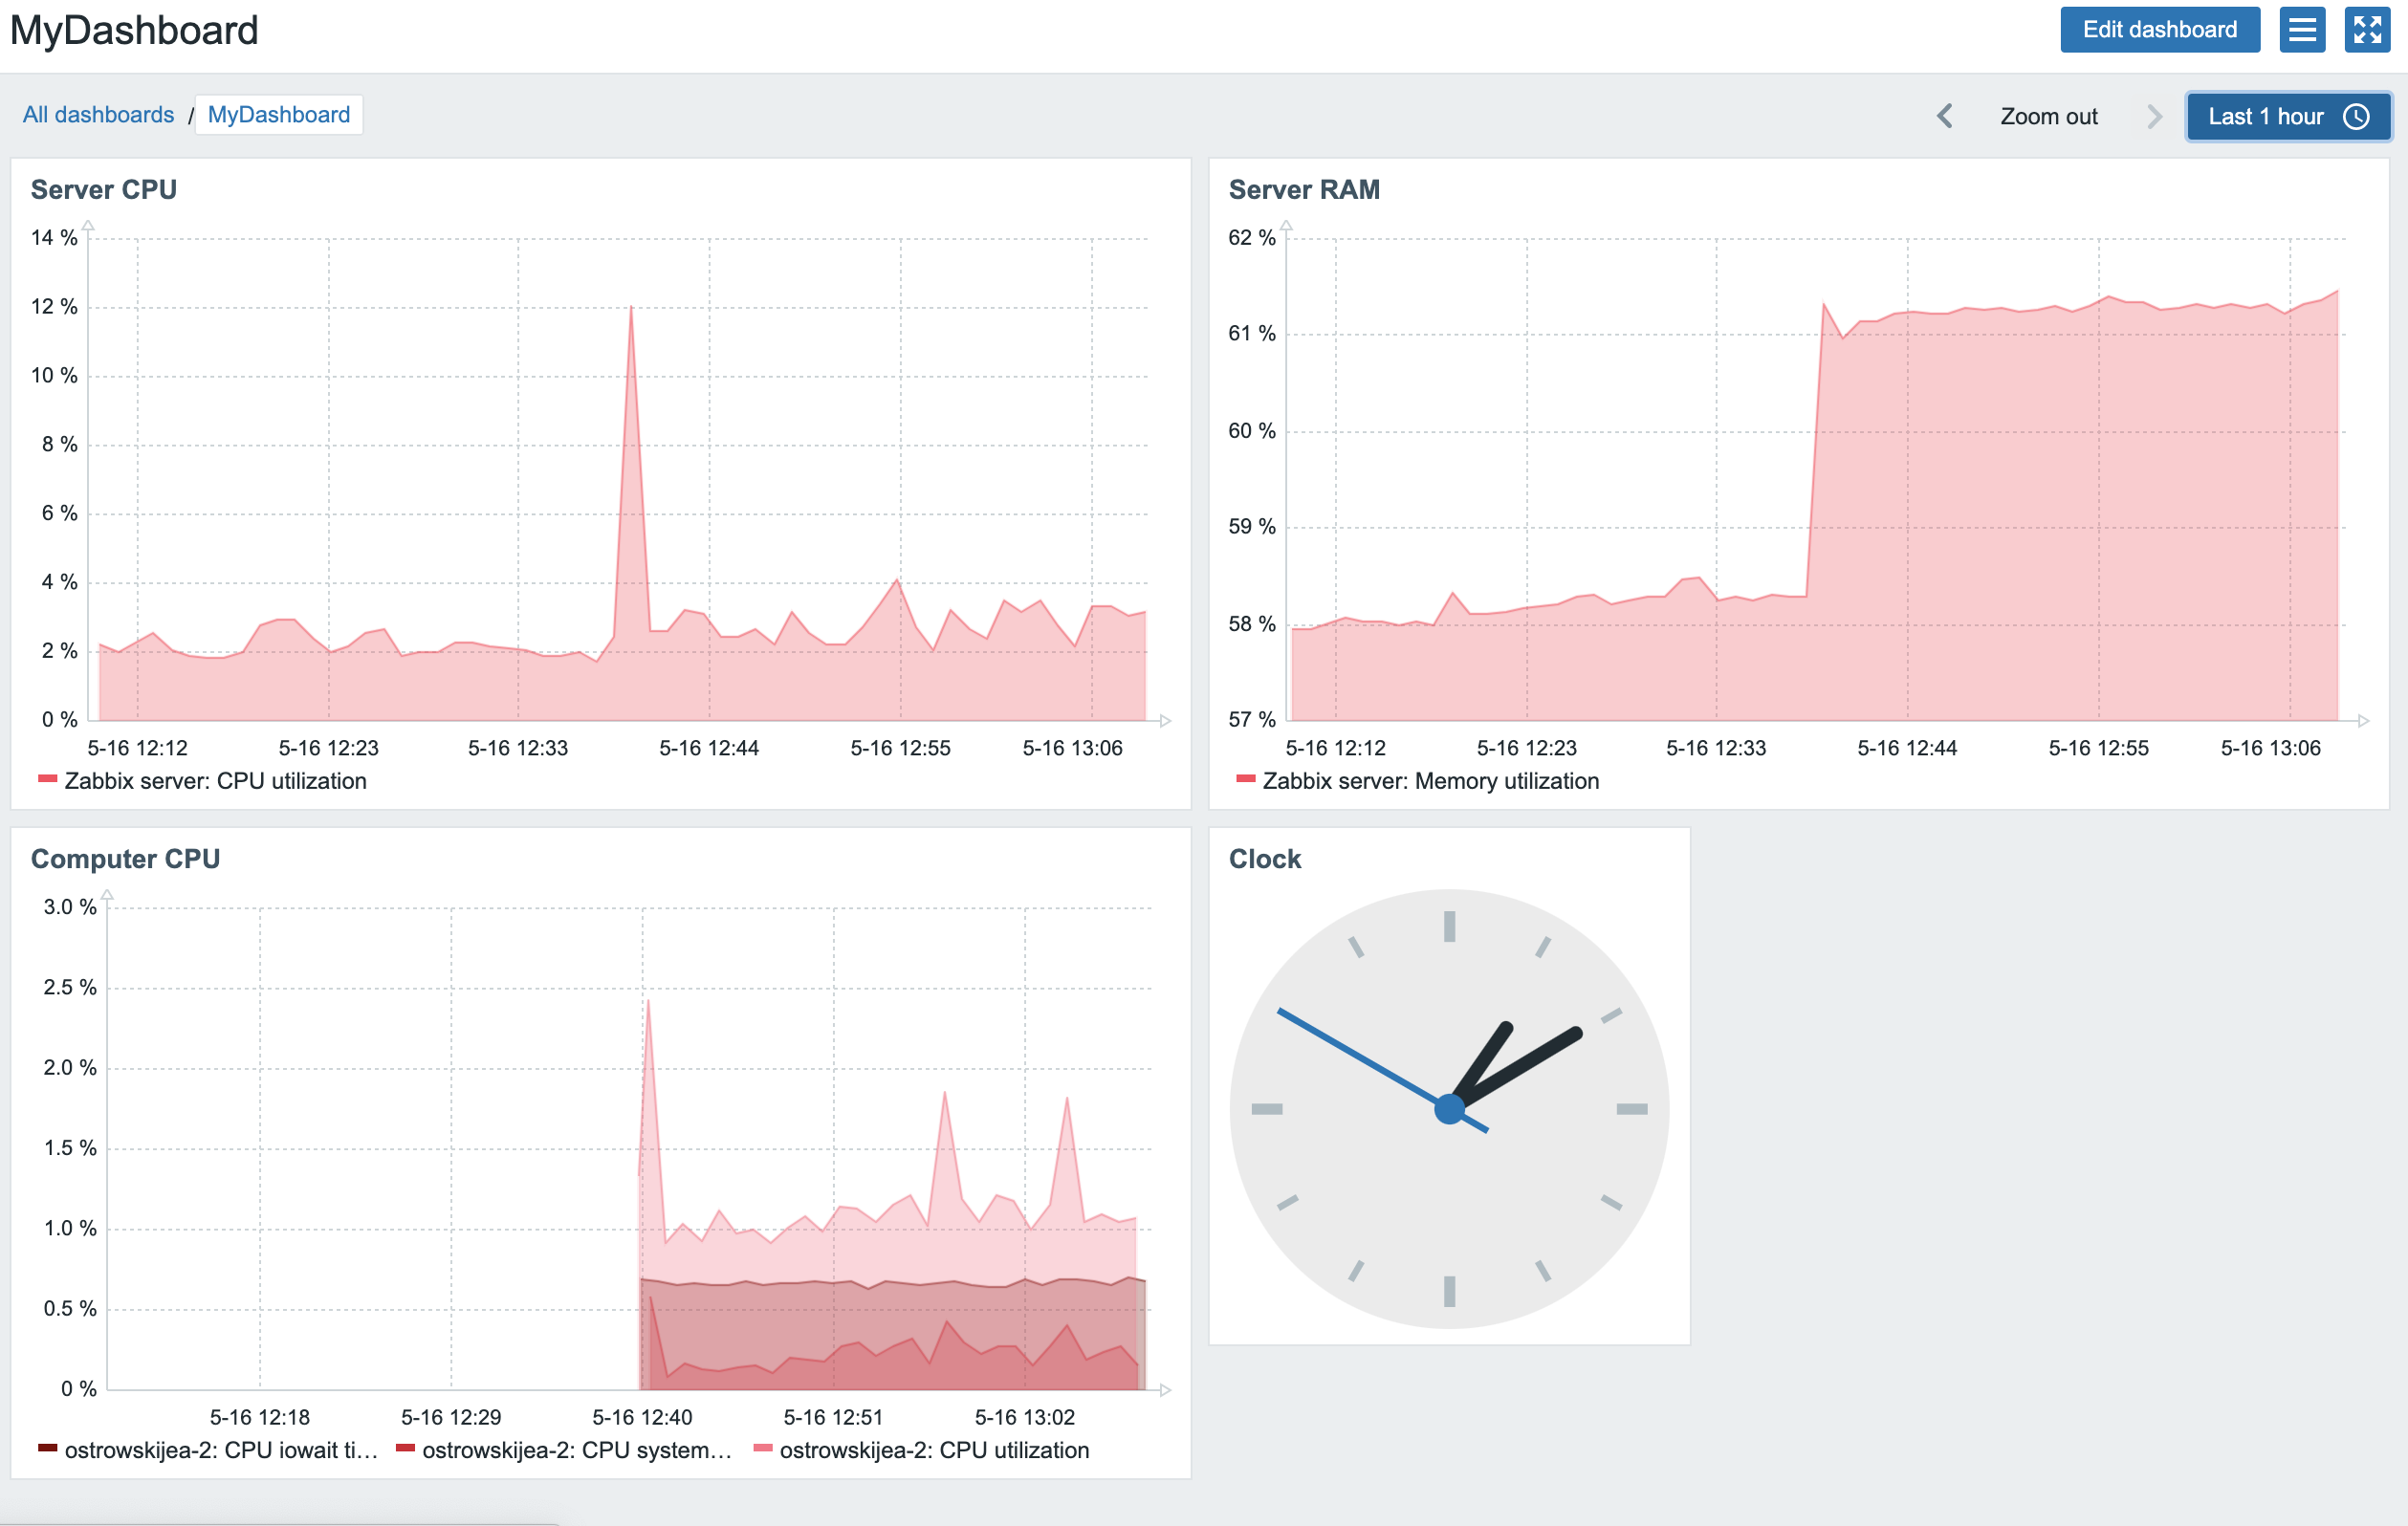 MyDashboard
Edit dashboard
All dashboards / MyDashboard
Zoom out
Last 1 hour
Server CPU
14 %
12 %
10 %
8 %
6 %
4 %
2 %
0 %
5-16 12:12 5-16 12:23 5-16 12:33 5-16 12:44 5-16 12:55 5-16 13:06
Zabbix server: CPU utilization
Server RAM
62 %
61 %
60 %
59 %
58 %
57 %
5-16 12:12 5-16 12:23 5-16 12:33 5-16 12:44 5-16 12:55 5-16 13:06
Zabbix server: Memory utilization
Computer CPU
3.0 %
2.5 %
2.0 %
1.5 %
1.0 %
0.5 %
0 %
5-16 12:18 5-16 12:29 5-16 12:40 5-16 12:51 5-16 13:02
ostrowskijea-2: CPU iowait ti... ostrowskijea-2: CPU system... ostrowskijea-2: CPU utilization
Clock